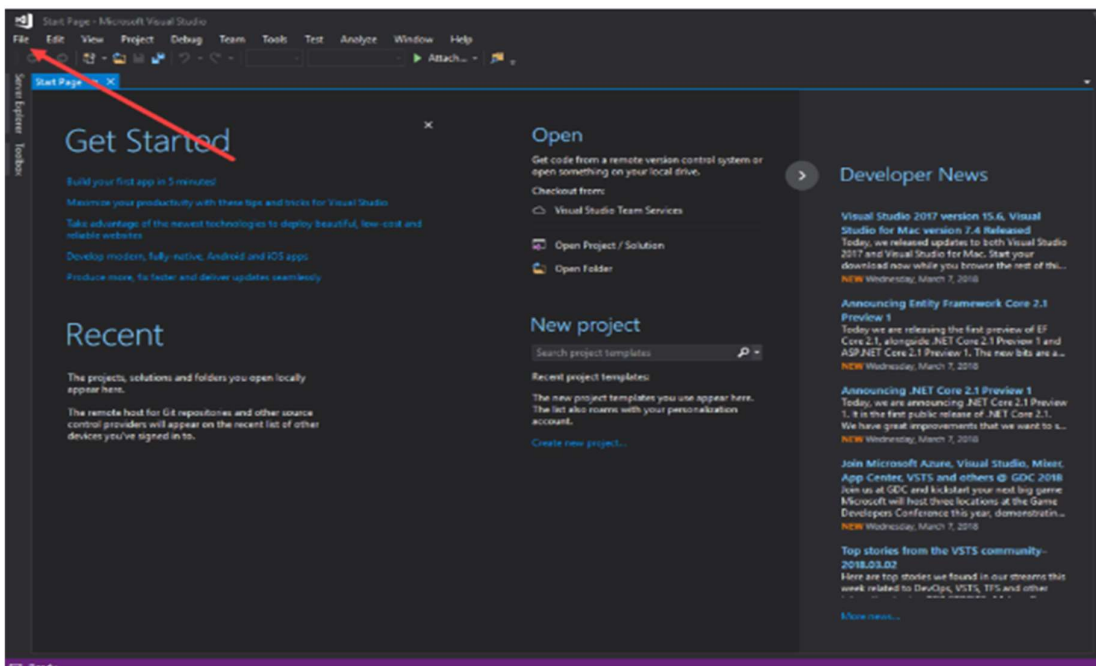 Start Page - Microsoft Visual Studio
File Edit View Project Debug Team Tools Test Analyze Window Help
Attach...
Server Explorer
Toolbox
Start Page
Get Started
Build your first app in 5 minutes!
Maximize your productivity with these tips and tricks for Visual Studio
Take advantage of the newest technologies to deploy beautiful, low-cost and
reliable websites
Develop modern, fully-native, Android and iOS apps
Produce more, fix faster and deliver updates seamlessly
Recent
The projects, solutions and folders you open locally
appear here.
The remote host for Git repositories and other source
control providers will appear on the recent list of other
devices you've signed in to.
Open
Get code from a remote version control system or
open something on your local drive.
Checkout from:
Visual Studio Team Services
Open Project / Solution
Open Folder
New project
Search project templates
Recent project templates:
The new project templates you use appear here.
The list also roams with your personalization
account.
Create new project...
Developer News
Visual Studio 2017 version 15.6, Visual
Studio for Mac version 7.4 Released
Today, we released updates to both Visual Studio
2017 and Visual Studio for Mac. Start your
download now while you browse the rest of thi...
NEW Wednesday, March 7, 2018
Announcing Entity Framework Core 2.1
Preview 1
Today we are releasing the first preview of EF
Core 2.1, alongside .NET Core 2.1 Preview 1 and
ASP.NET Core 2.1 Preview 1. The new bits are a...
NEW Wednesday, March 7, 2018
Announcing .NET Core 2.1 Preview 1
Today, we are announcing .NET Core 2.1 Preview
1. It is the first public release of .NET Core 2.1.
We have great improvements that we want to s...
NEW Wednesday, March 7, 2018
Join Microsoft Azure, Visual Studio, Mixer,
App Center, VSTS and others @ GDC 2018
Join us at GDC and kickstart your next big game
Microsoft will host three locations at the Game
Developers Conference this year, demonstratin...
NEW Wednesday, March 7, 2018
Top stories from the VSTS community–
2018.03.02
Here are top stories we found in our streams this
week related to DevOps, VSTS, TFS and other
More news...